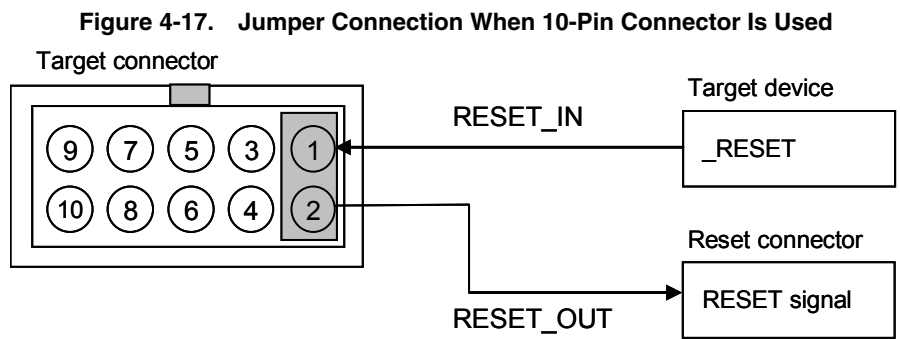 Figure 4-17. Jumper Connection When 10-Pin Connector Is Used
Target connector
Target device
RESET_IN
9 7 5 3 1
_RESET
10 8 6 4 2
Reset connector
RESET signal
RESET_OUT